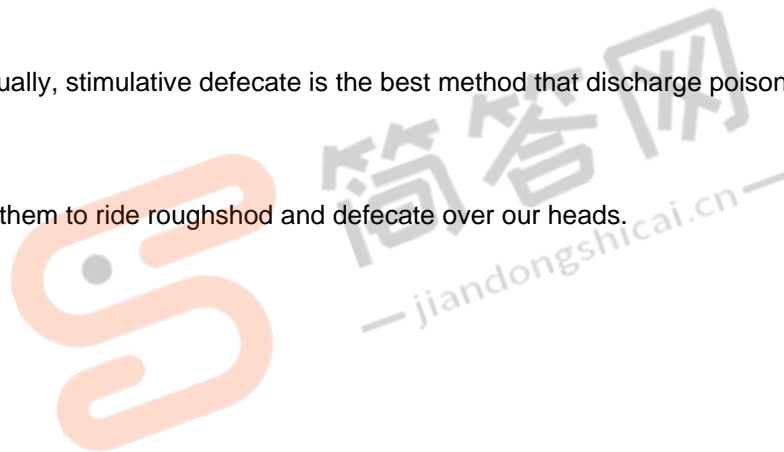 ually, stimulative defecate is the best method that discharge poison
them to ride roughshod and defecate over our heads.
简答网
jiandongshicai.cn